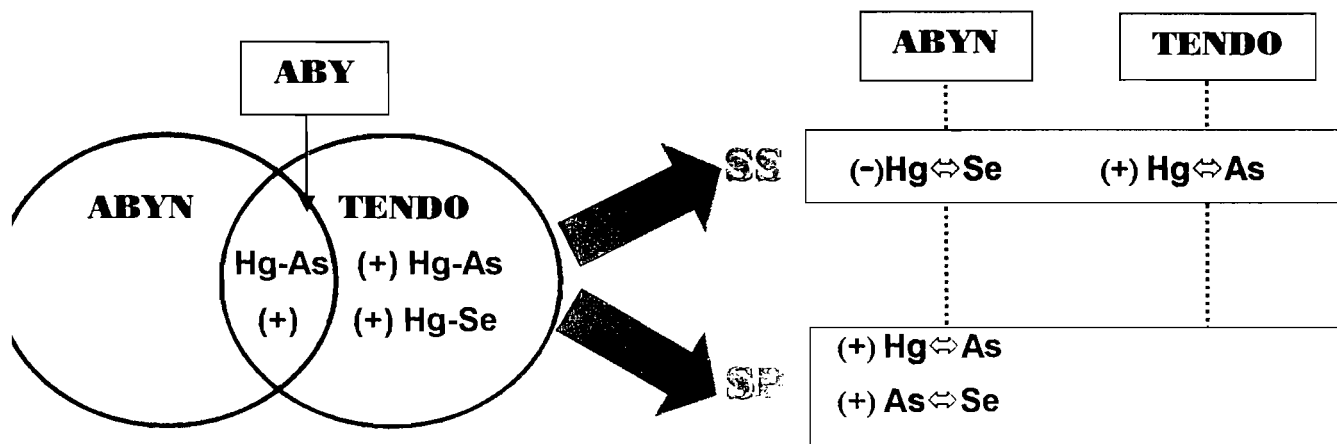 ABY
ABYN TENDO
Hg-As (+) Hg-As
(+) (+) Hg-Se
ABYN TENDO
SS (-)Hg⇔Se (+) Hg⇔As
SP (+) Hg⇔As
(+) As⇔Se